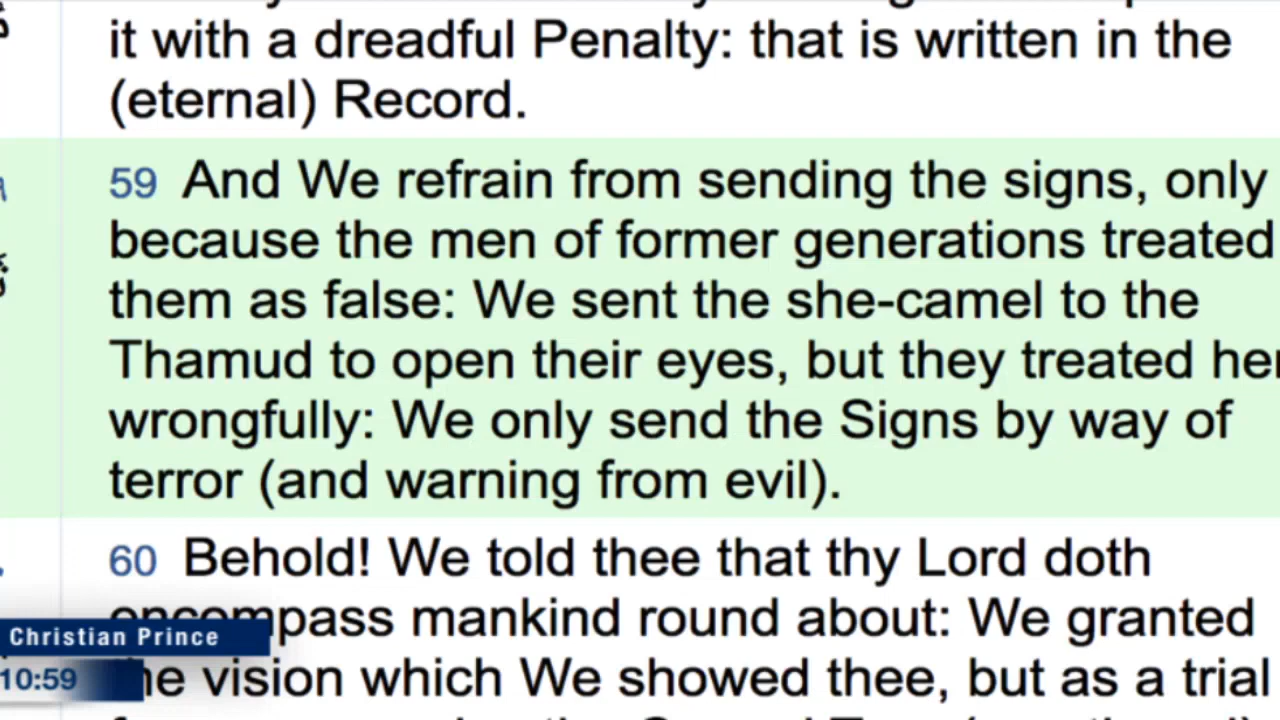 it with a dreadful Penalty: that is written in the
(eternal) Record.
59 And We refrain from sending the signs, only
because the men of former generations treated
them as false: We sent the she-camel to the
Thamud to open their eyes, but they treated her
wrongfully: We only send the Signs by way of
terror (and warning from evil).
60 Behold! We told thee that thy Lord doth
encompass mankind round about: We granted
the vision which We showed thee, but as a trial
Christian Prince
10:59